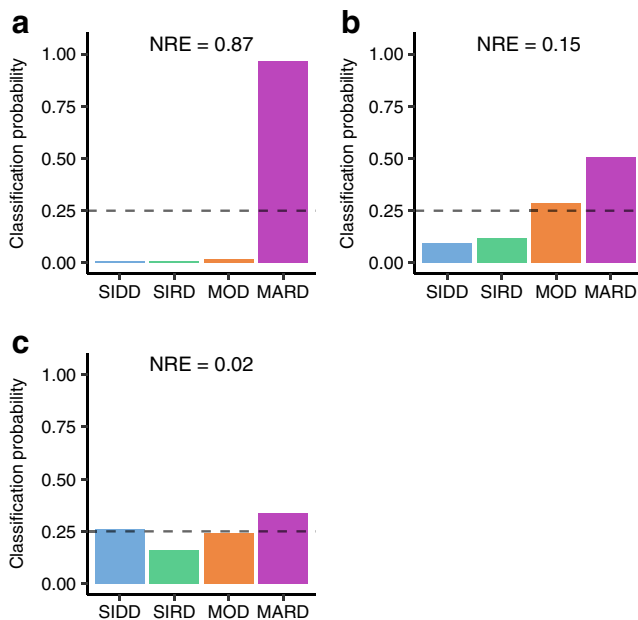 a
NRE = 0.87
Classification probability
1.00
0.75
0.50
0.25
0.00
SIDD SIRD MOD MARD
b
NRE = 0.15
Classification probability
1.00
0.75
0.50
0.25
0.00
SIDD SIRD MOD MARD
c
NRE = 0.02
Classification probability
1.00
0.75
0.50
0.25
0.00
SIDD SIRD MOD MARD